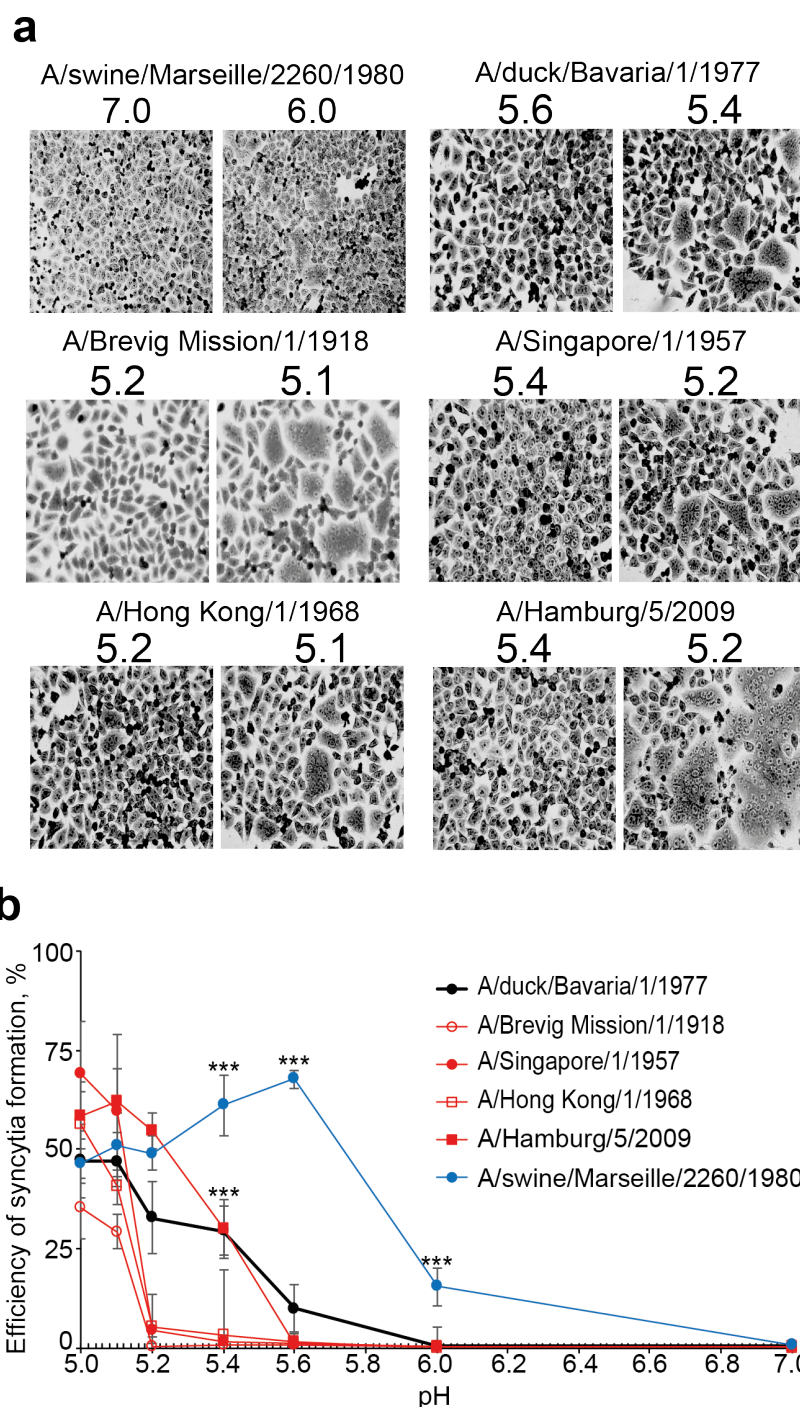 a
A/swine/Marseille/2260/1980
7.0 6.0
A/duck/Bavaria/1/1977
5.6 5.4
A/Brevig Mission/1/1918
5.2 5.1
A/Singapore/1/1957
5.4 5.2
A/Hong Kong/1/1968
5.2 5.1
A/Hamburg/5/2009
5.4 5.2
b
Efficiency of syncytia formation, %
100
75
50
25
0
***
***
***
***
A/duck/Bavaria/1/1977
A/Brevig Mission/1/1918
A/Singapore/1/1957
A/Hong Kong/1/1968
A/Hamburg/5/2009
A/swine/Marseille/2260/1980
5.0 5.2 5.4 5.6 5.8 6.0 6.2 6.4 6.6 6.8 7.0
pH